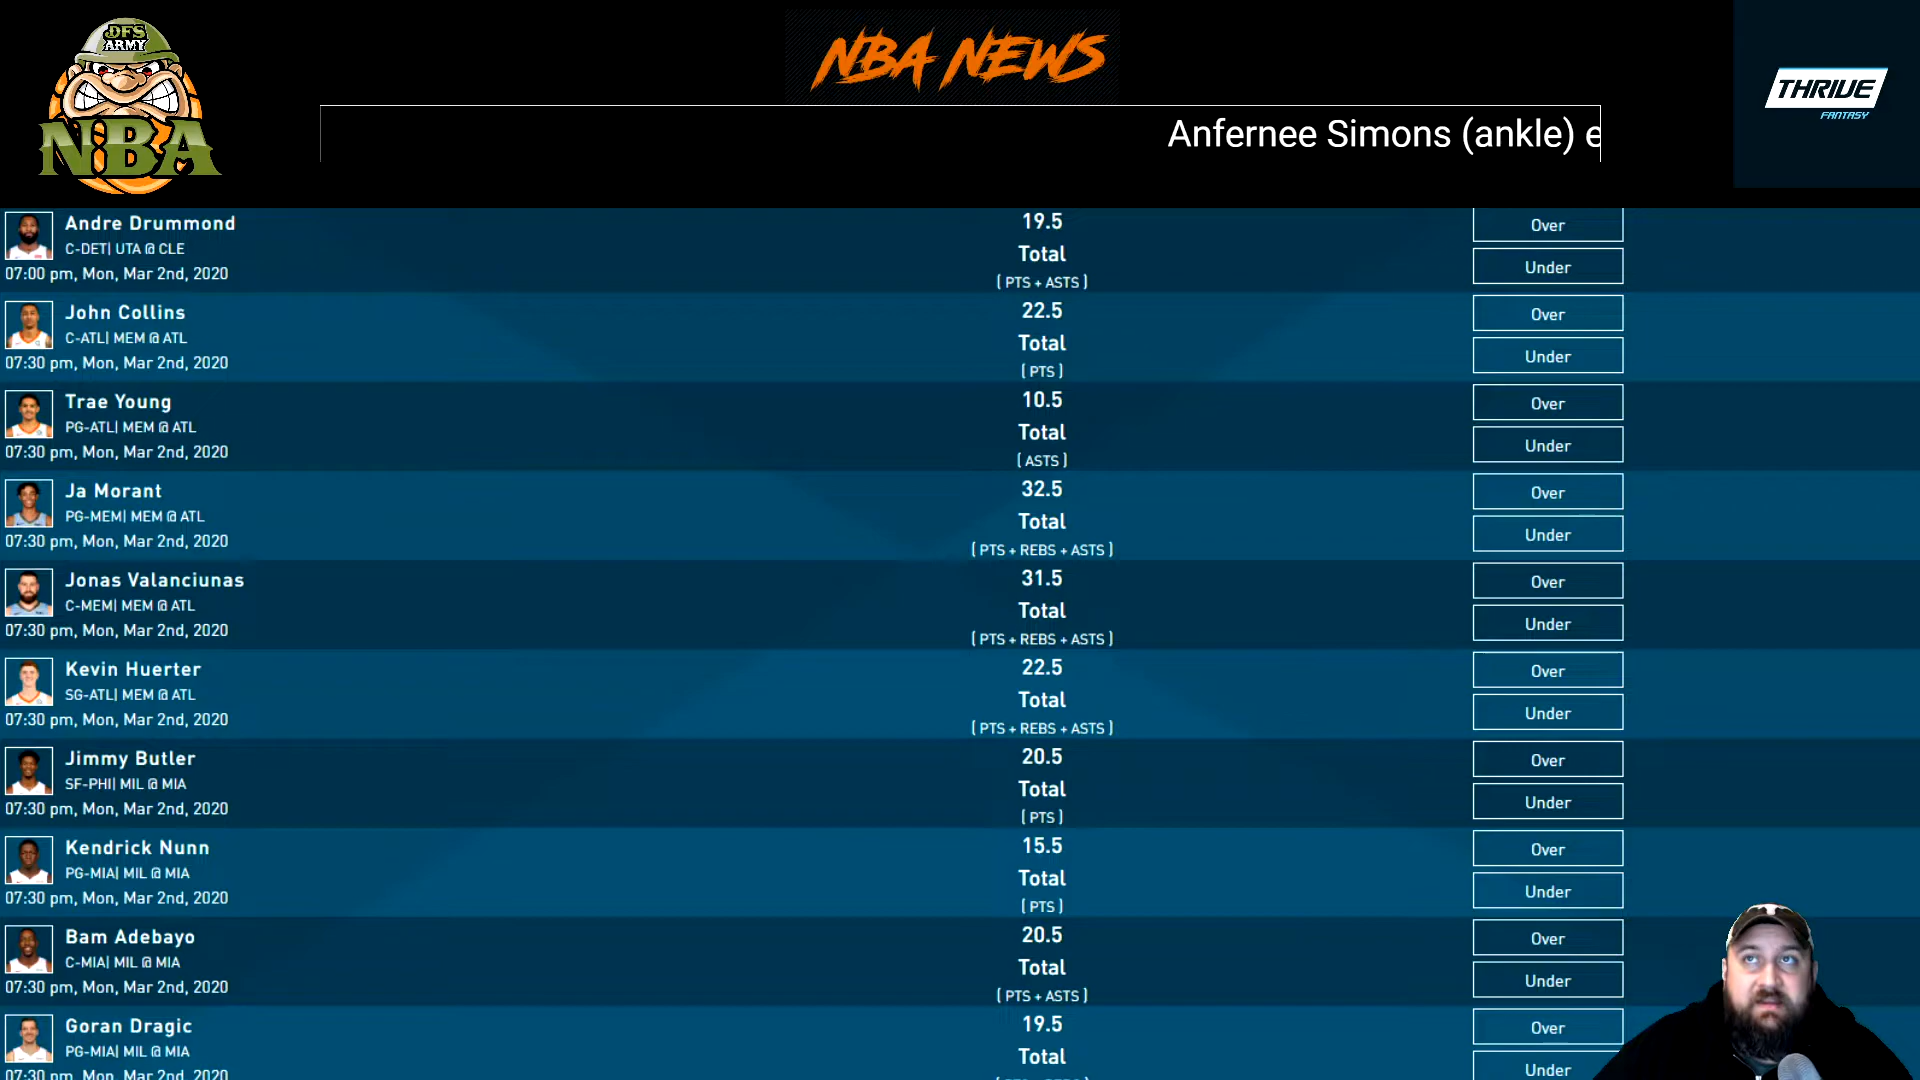 DFS
ARMY
NBA
NBA NEWS
THRIVE
FANTASY
Anfernee Simons (ankle) e
Andre Drummond
C-DET| UTA @ CLE
07:00 pm, Mon, Mar 2nd, 2020
19.5
Total
( PTS + ASTS )
Over
Under
John Collins
C-ATL| MEM @ ATL
07:30 pm, Mon, Mar 2nd, 2020
22.5
Total
( PTS )
Over
Under
Trae Young
PG-ATL| MEM @ ATL
07:30 pm, Mon, Mar 2nd, 2020
10.5
Total
( ASTS )
Over
Under
Ja Morant
PG-MEM| MEM @ ATL
07:30 pm, Mon, Mar 2nd, 2020
32.5
Total
( PTS + REBS + ASTS )
Over
Under
Jonas Valanciunas
C-MEM| MEM @ ATL
07:30 pm, Mon, Mar 2nd, 2020
31.5
Total
( PTS + REBS + ASTS )
Over
Under
Kevin Huerter
SG-ATL| MEM @ ATL
07:30 pm, Mon, Mar 2nd, 2020
22.5
Total
( PTS + REBS + ASTS )
Over
Under
Jimmy Butler
SF-PHI| MIL @ MIA
07:30 pm, Mon, Mar 2nd, 2020
20.5
Total
( PTS )
Over
Under
Kendrick Nunn
PG-MIA| MIL @ MIA
07:30 pm, Mon, Mar 2nd, 2020
15.5
Total
( PTS )
Over
Under
Bam Adebayo
C-MIA| MIL @ MIA
07:30 pm, Mon, Mar 2nd, 2020
20.5
Total
( PTS + ASTS )
Over
Under
Goran Dragic
PG-MIA| MIL @ MIA
07:30 pm, Mon, Mar 2nd, 2020
19.5
Total
Over
Under